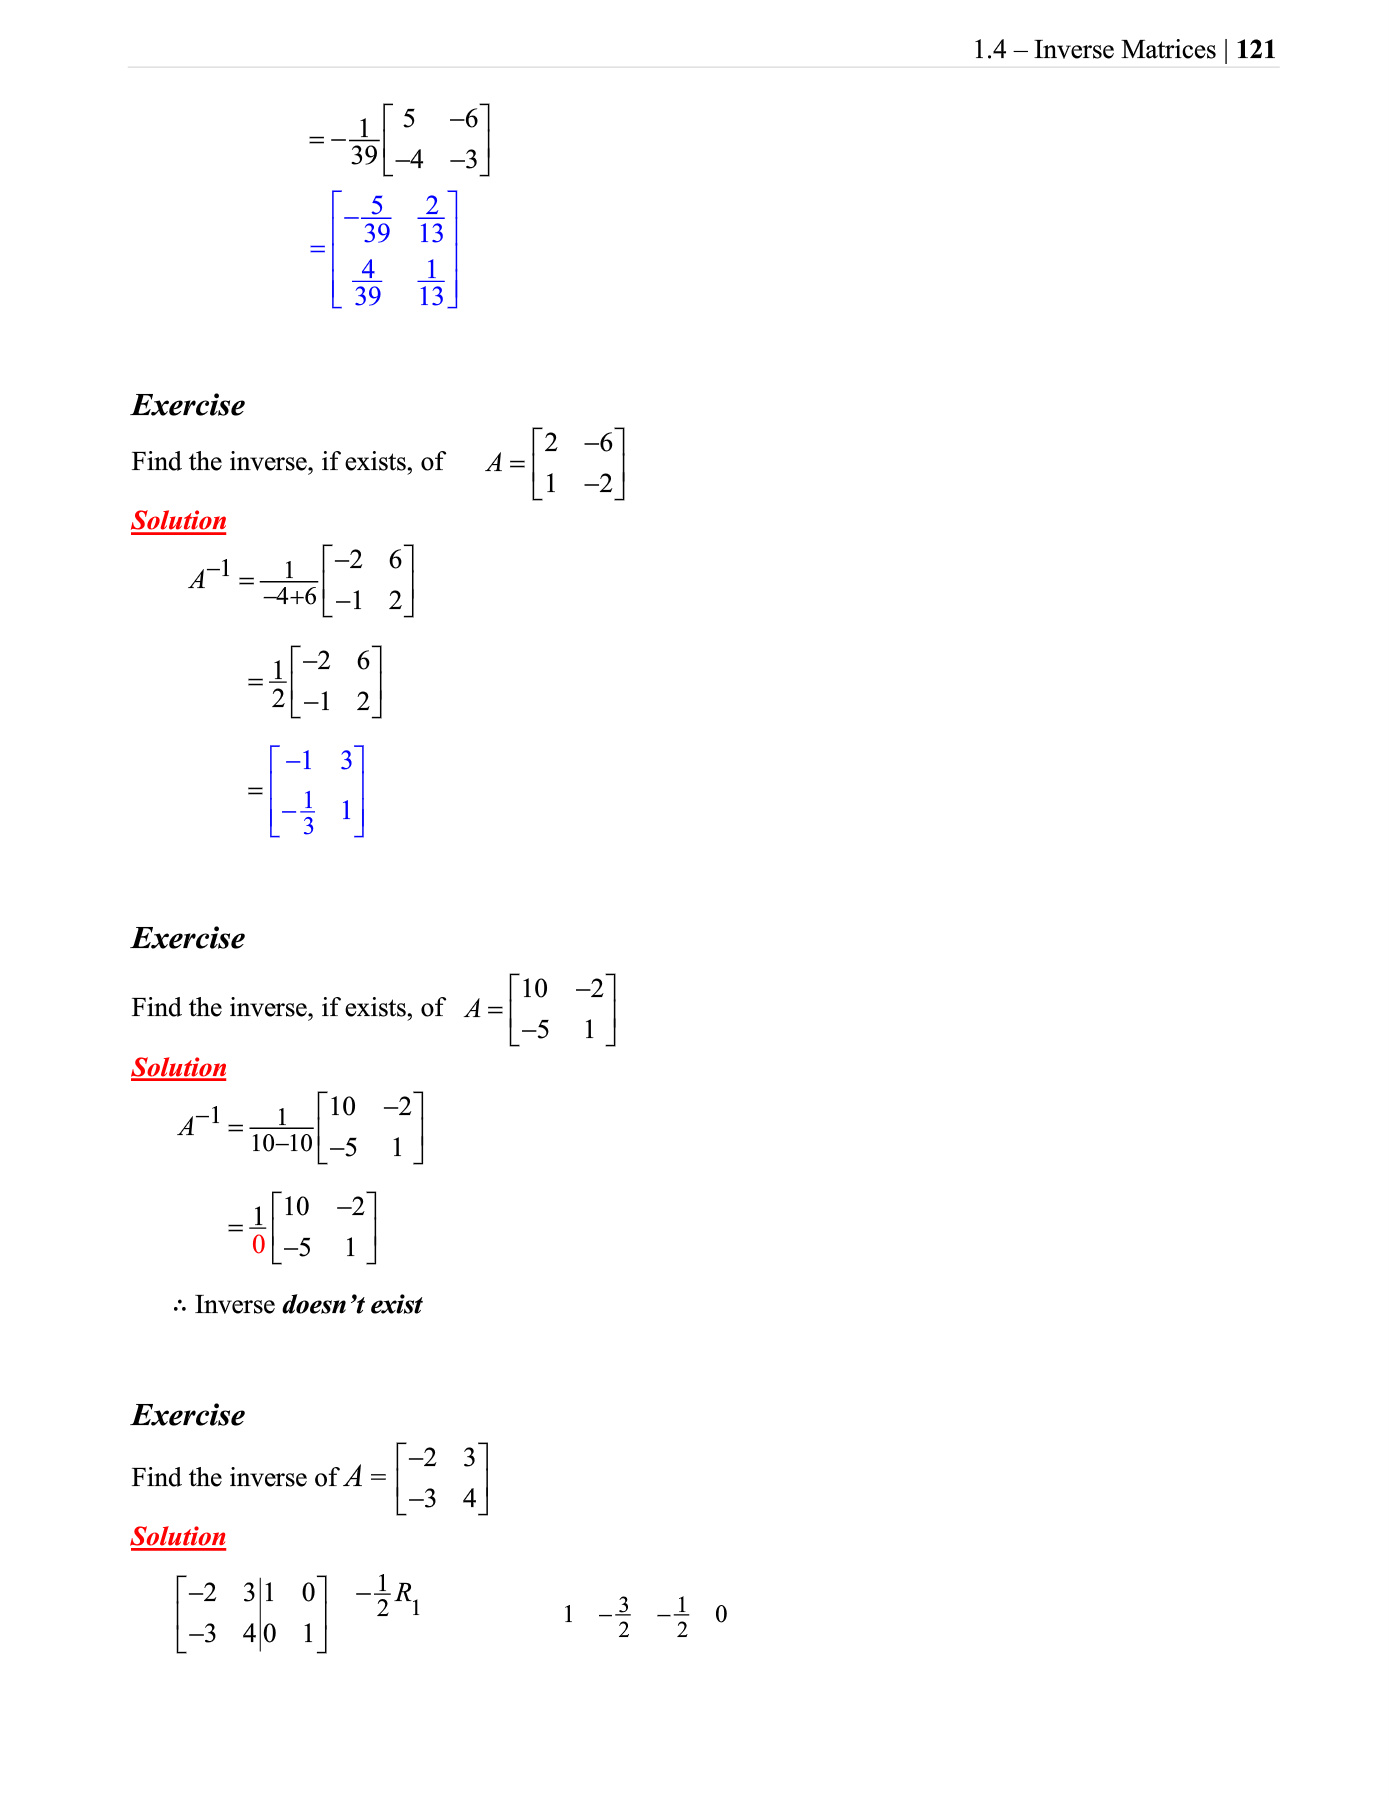 1.4 – Inverse Matrices | 121
= -\frac{1}{39} \begin{bmatrix} 5 & -6 \\ -4 & -3 \end{bmatrix}
= \begin{bmatrix} -\frac{5}{39} & \frac{2}{13} \\ \frac{4}{39} & \frac{1}{13} \end{bmatrix}
Exercise
Find the inverse, if exists, of A = \begin{bmatrix} 2 & -6 \\ 1 & -2 \end{bmatrix}
Solution
A^{-1} = \frac{1}{-4+6} \begin{bmatrix} -2 & 6 \\ -1 & 2 \end{bmatrix}
= \frac{1}{2} \begin{bmatrix} -2 & 6 \\ -1 & 2 \end{bmatrix}
= \begin{bmatrix} -1 & 3 \\ -\frac{1}{3} & 1 \end{bmatrix}
Exercise
Find the inverse, if exists, of A = \begin{bmatrix} 10 & -2 \\ -5 & 1 \end{bmatrix}
Solution
A^{-1} = \frac{1}{10-10} \begin{bmatrix} 10 & -2 \\ -5 & 1 \end{bmatrix}
= \frac{1}{0} \begin{bmatrix} 10 & -2 \\ -5 & 1 \end{bmatrix}
∴ Inverse doesn’t exist
Exercise
Find the inverse of A = \begin{bmatrix} -2 & 3 \\ -3 & 4 \end{bmatrix}
Solution
\left[\begin{array}{cc|cc} -2 & 3 & 1 & 0 \\ -3 & 4 & 0 & 1 \end{array}\right] -\frac{1}{2}R_1 1 -\frac{3}{2} -\frac{1}{2} 0